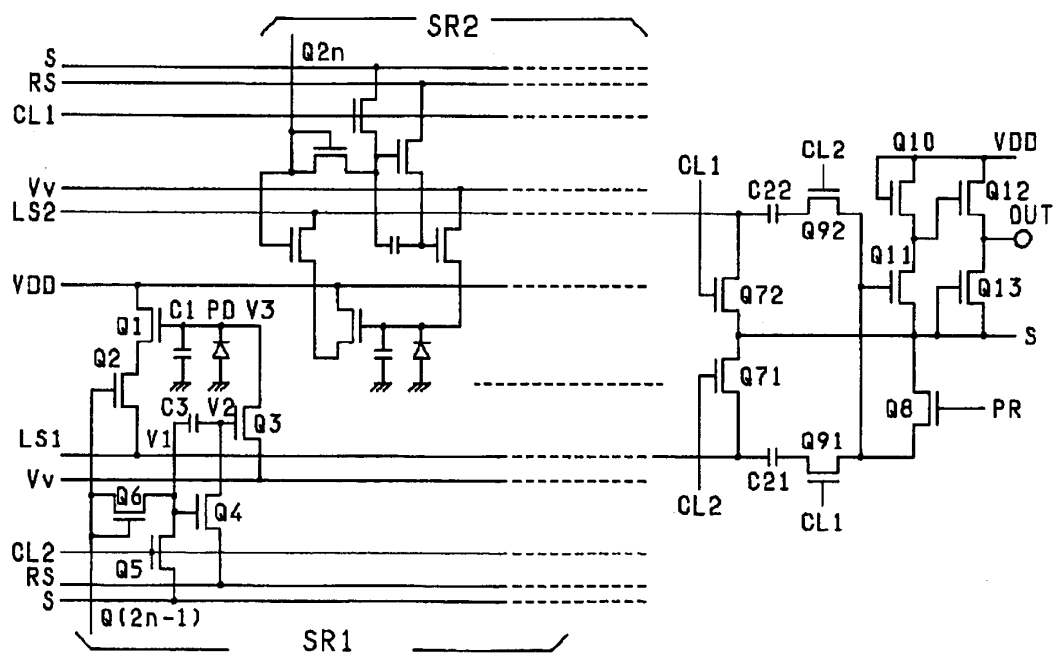 SR2
S
Q2n
RS
CL1
Vv
LS2
CL1
CL2
C22
Q92
Q10
VDD
Q12
OUT
Q11
Q13
VDD
Q72
S
Q1
C1
PD
V3
Q2
Q71
C3
V2
Q3
Q8
PR
LS1
V1
Q91
Vv
C21
Q6
Q4
CL2
CL1
CL2
Q5
RS
S
Q(2n-1)
SR1